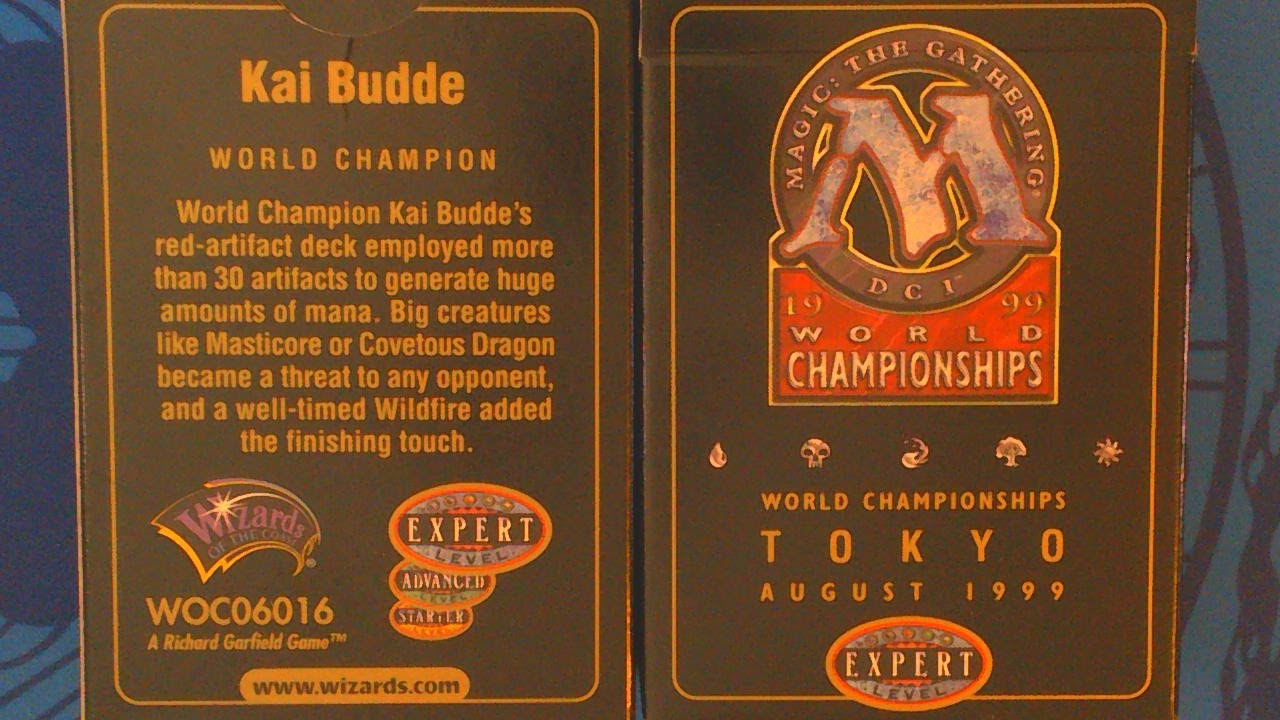 Kai Budde
WORLD CHAMPION
World Champion Kai Budde's
red-artifact deck employed more
than 30 artifacts to generate huge
amounts of mana. Big creatures
like Masticore or Covetous Dragon
became a threat to any opponent,
and a well-timed Wildfire added
the finishing touch.
Wizards
OF THE COAST
®
EXPERT
LEVEL
ADVANCED
LEVEL
STARTER
WOC06016
A Richard Garfield Game™
www.wizards.com
MAGIC: THE GATHERING
M
DCI
19 99
WORLD
CHAMPIONSHIPS
WORLD CHAMPIONSHIPS
TOKYO
AUGUST 1999
EXPERT
LEVEL